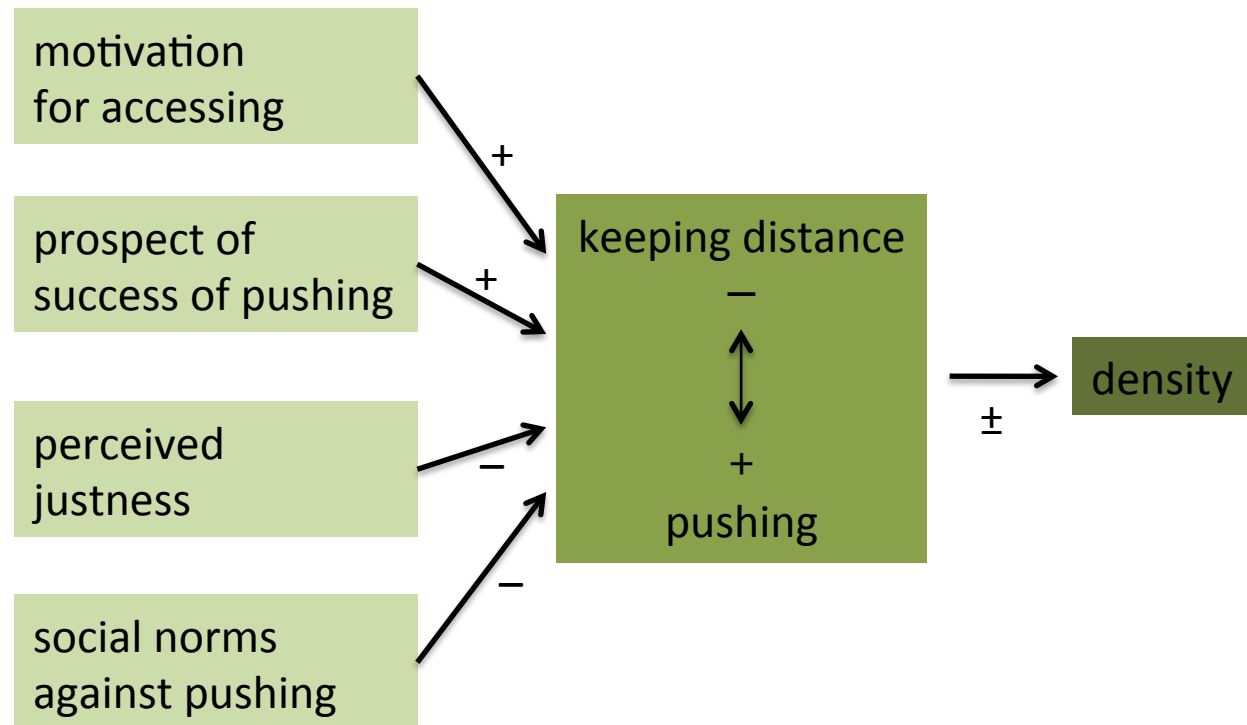 motivation
for accessing
+
prospect of
success of pushing
+
perceived
justness
–
social norms
against pushing
–
keeping distance
–
+
pushing
±
density